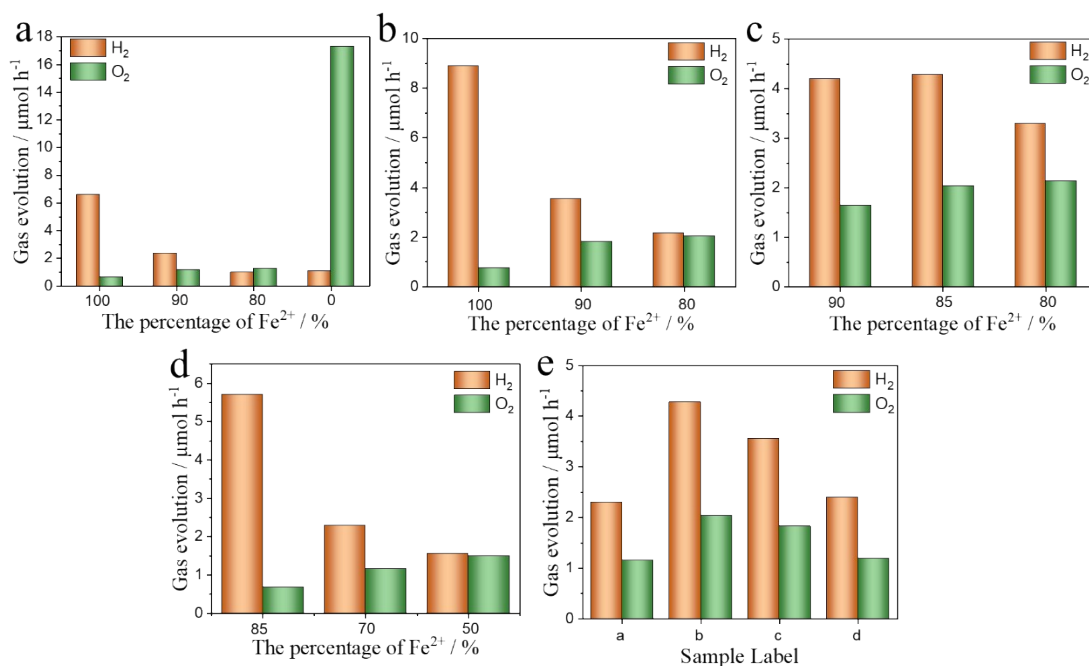 a
H₂
O₂
18
16
14
12
10
8
6
4
2
0
Gas evolution / μmol h⁻¹
100 90 80 0
The percentage of Fe²⁺ / %
b
H₂
O₂
10
8
6
4
2
0
Gas evolution / μmol h⁻¹
100 90 80
The percentage of Fe²⁺ / %
c
H₂
O₂
5
4
3
2
1
0
Gas evolution / μmol h⁻¹
90 85 80
The percentage of Fe²⁺ / %
d
H₂
O₂
6
5
4
3
2
1
0
Gas evolution / μmol h⁻¹
85 70 50
The percentage of Fe²⁺ / %
e
H₂
O₂
5
4
3
2
1
0
Gas evolution / μmol h⁻¹
a b c d
Sample Label